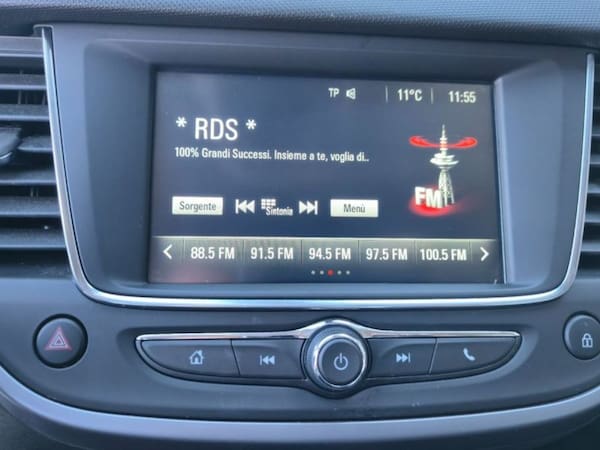 TP 11°C 11:55
* RDS *
100% Grandi Successi. Insieme a te, voglia di..
FM
Sorgente Sintonia Menù
88.5 FM 91.5 FM 94.5 FM 97.5 FM 100.5 FM